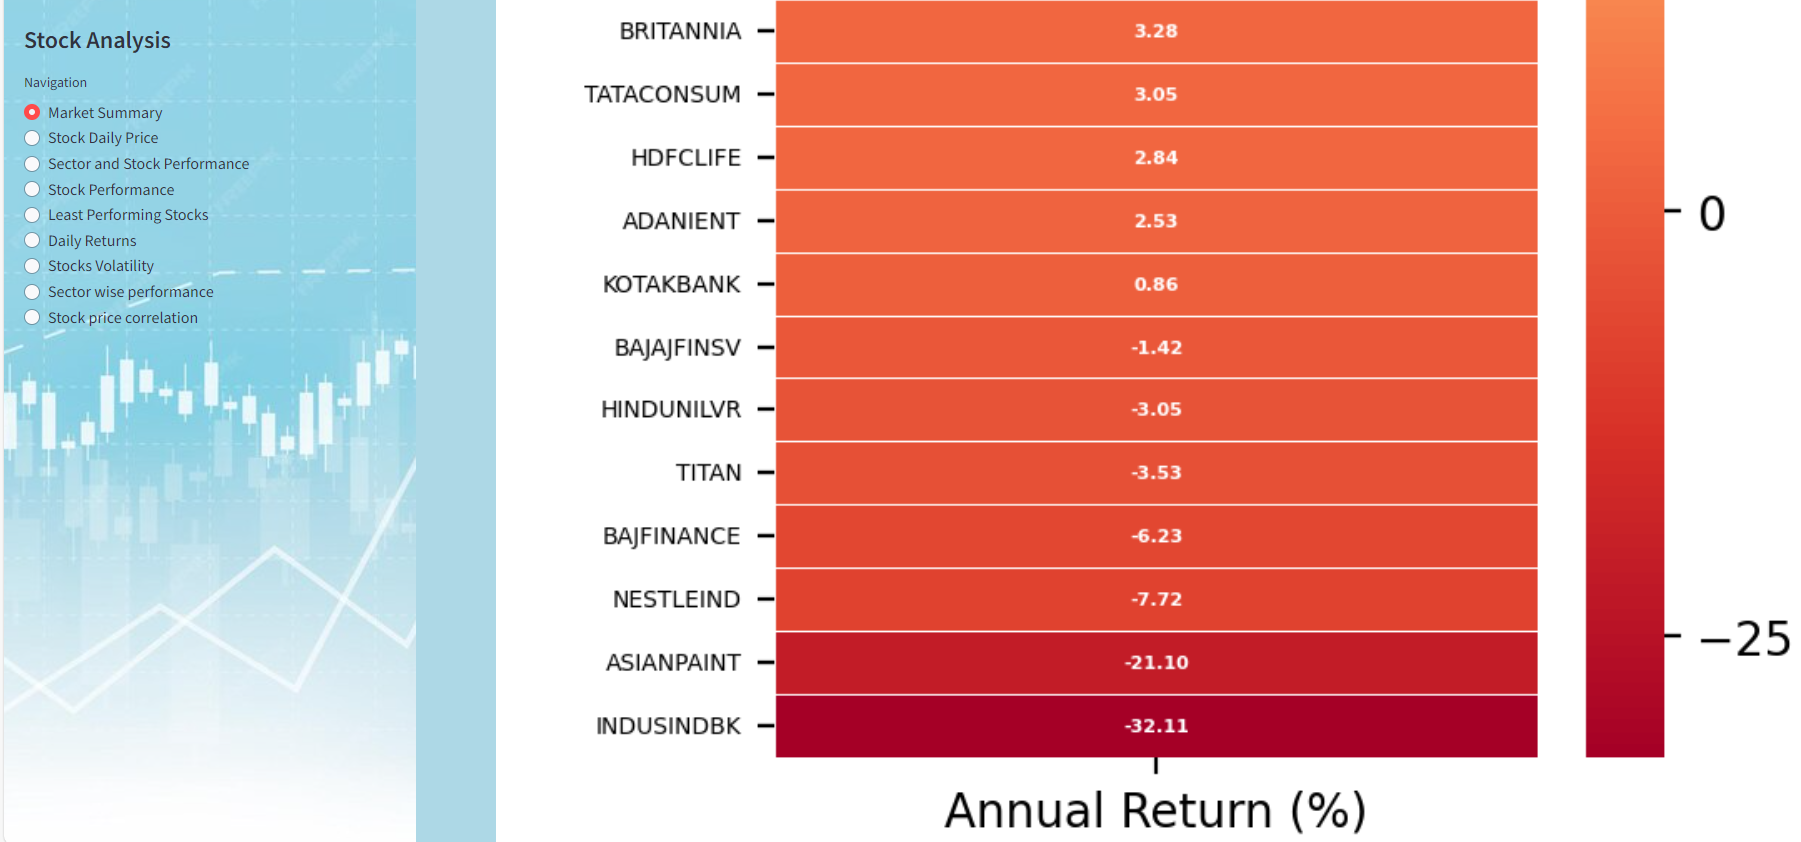 Stock Analysis
Navigation
Market Summary
Stock Daily Price
Sector and Stock Performance
Stock Performance
Least Performing Stocks
Daily Returns
Stocks Volatility
Sector wise performance
Stock price correlation
BRITANNIA 3.28
TATACONSUM 3.05
HDFCLIFE 2.84
ADANIENT 2.53
KOTAKBANK 0.86
BAJAJFINSV -1.42
HINDUNILVR -3.05
TITAN -3.53
BAJFINANCE -6.23
NESTLEIND -7.72
ASIANPAINT -21.10
INDUSINDBK -32.11
Annual Return (%)
0
−25